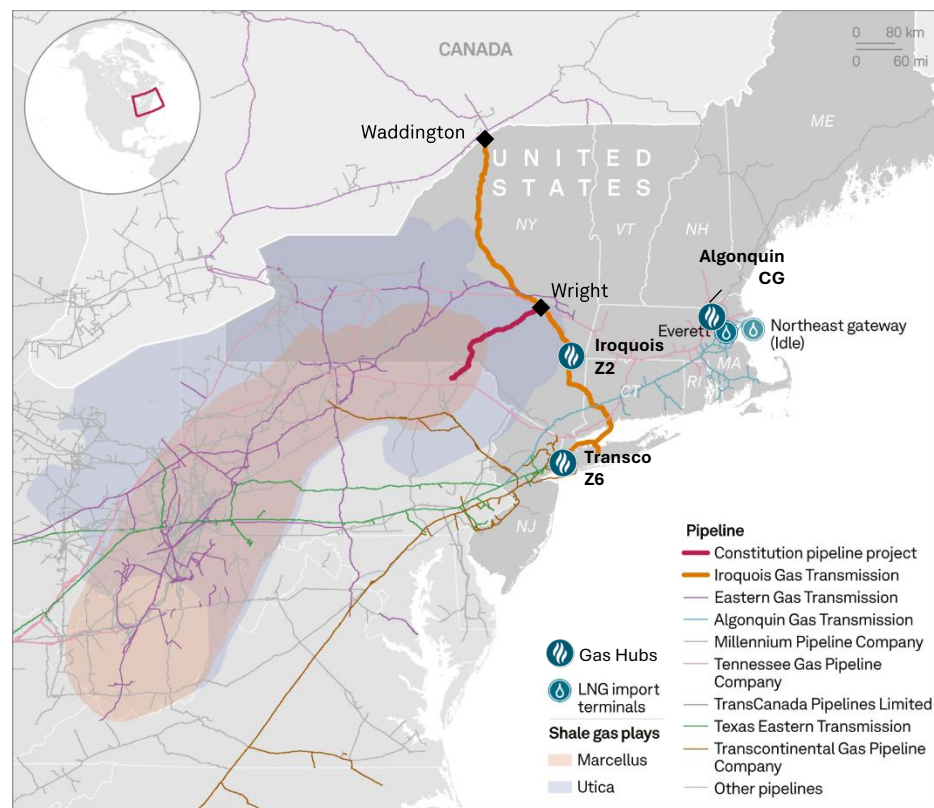 CANADA
0 80 km
0 60 mi
Waddington
ME
UNITED
STATES
NY
VT
NH
Algonquin
CG
Wright
Everett
Northeast gateway
(Idle)
Iroquois
Z2
MA
CT
RI
Transco
Z6
NJ
Pipeline
Constitution pipeline project
Iroquois Gas Transmission
Eastern Gas Transmission
Algonquin Gas Transmission
Millennium Pipeline Company
Tennessee Gas Pipeline
Company
TransCanada Pipelines Limited
Texas Eastern Transmission
Transcontinental Gas Pipeline
Company
Other pipelines
Gas Hubs
LNG import
terminals
Shale gas plays
Marcellus
Utica